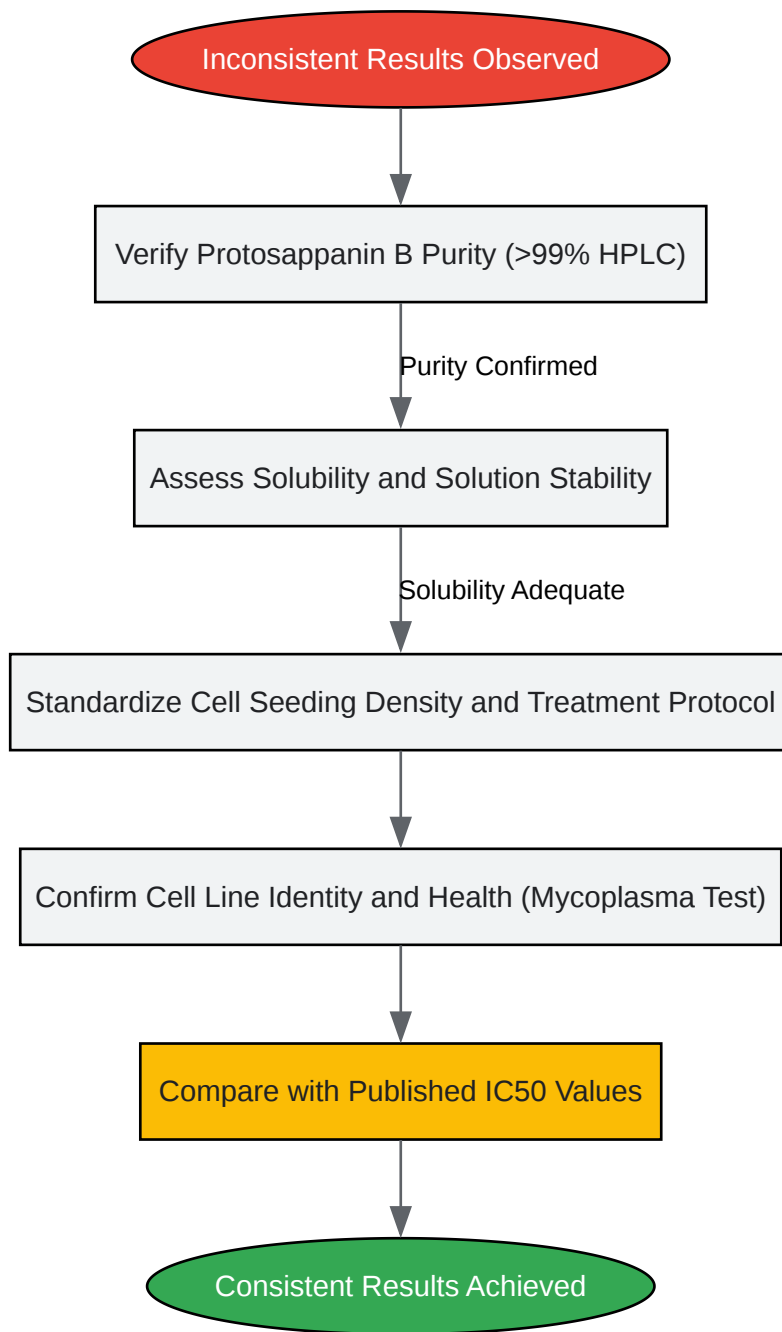 Inconsistent Results Observed
Verify Protosappanin B Purity (>99% HPLC)
Purity Confirmed
Assess Solubility and Solution Stability
Solubility Adequate
Standardize Cell Seeding Density and Treatment Protocol
Confirm Cell Line Identity and Health (Mycoplasma Test)
Compare with Published IC50 Values
Consistent Results Achieved